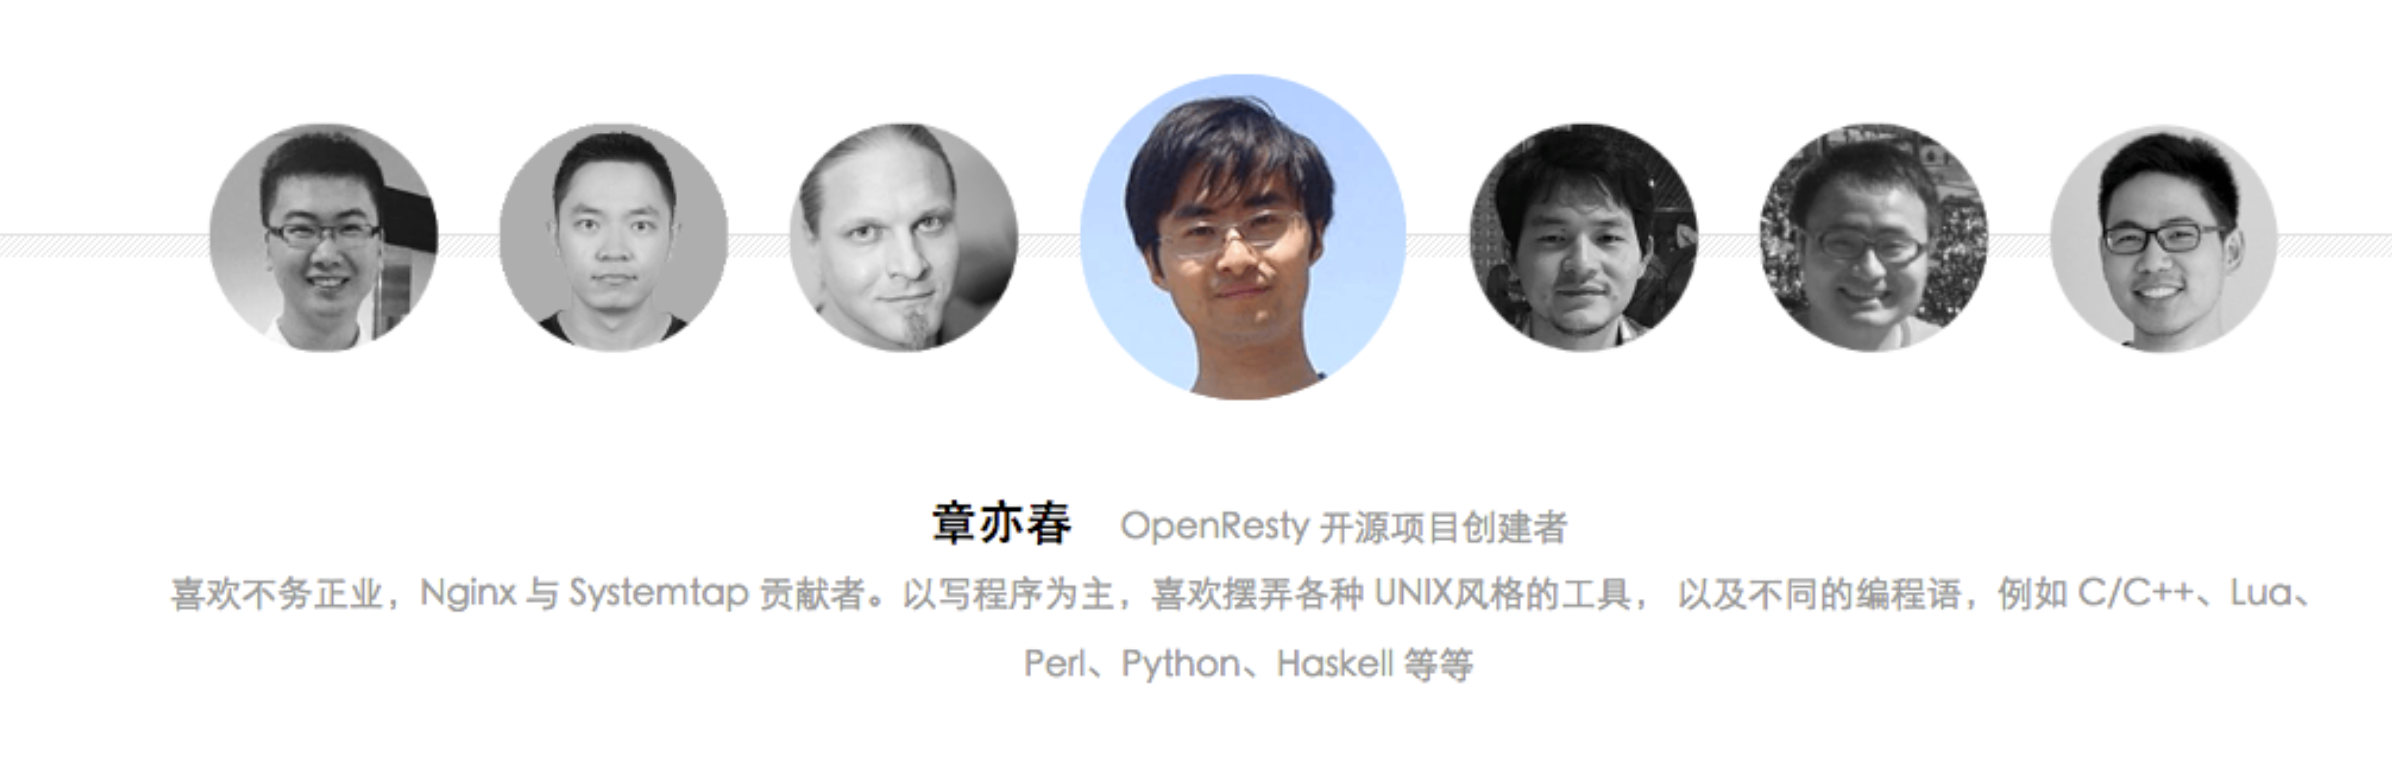 章亦春 OpenResty 开源项目创建者
喜欢不务正业，Nginx 与 Systemtap 贡献者。以写程序为主，喜欢摆弄各种 UNIX风格的工具， 以及不同的编程语，例如 C/C++、Lua、
Perl、Python、Haskell 等等